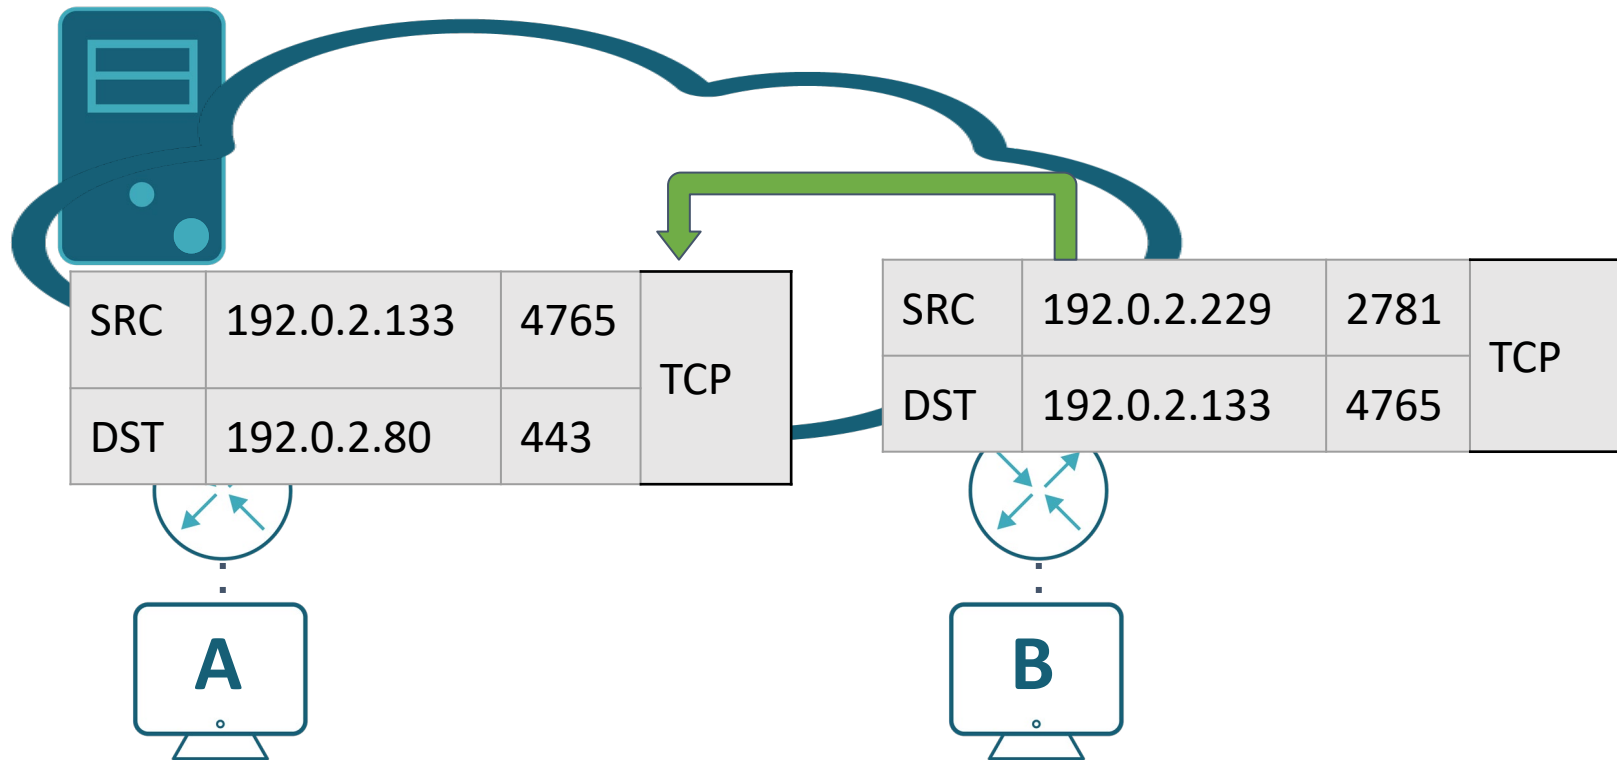 SRC 192.0.2.133 4765 TCP
DST 192.0.2.80 443
SRC 192.0.2.229 2781 TCP
DST 192.0.2.133 4765
A
B